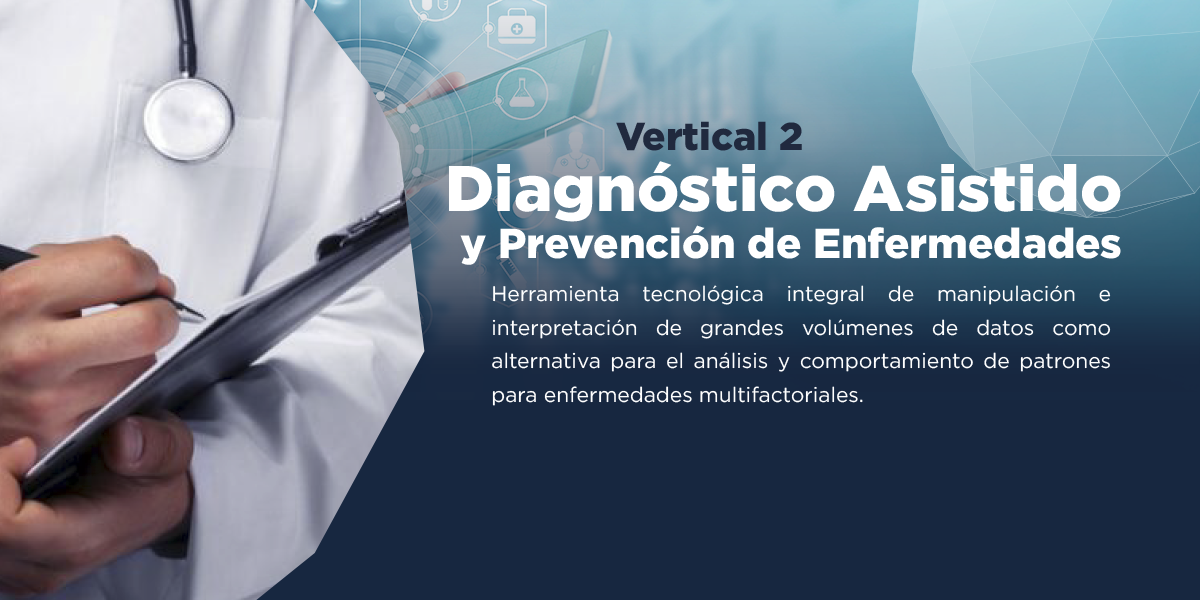 Vertical 2
Diagnóstico Asistido
y Prevención de Enfermedades
Herramienta tecnológica integral de manipulación e
interpretación de grandes volúmenes de datos como
alternativa para el análisis y comportamiento de patrones
para enfermedades multifactoriales.